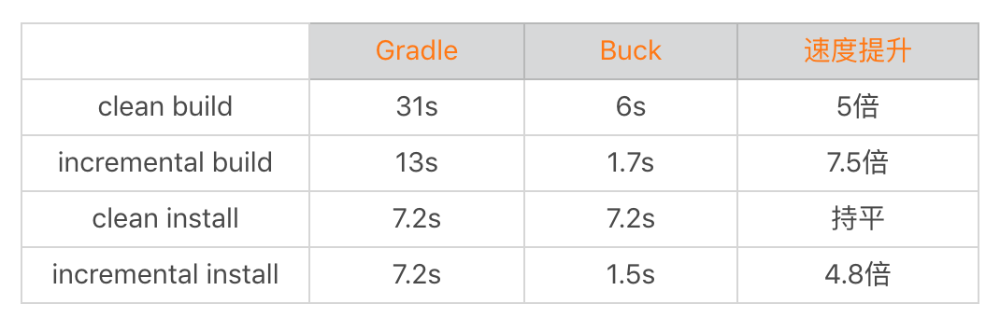 Gradle Buck 速度提升
clean build 31s 6s 5倍
incremental build 13s 1.7s 7.5倍
clean install 7.2s 7.2s 持平
incremental install 7.2s 1.5s 4.8倍